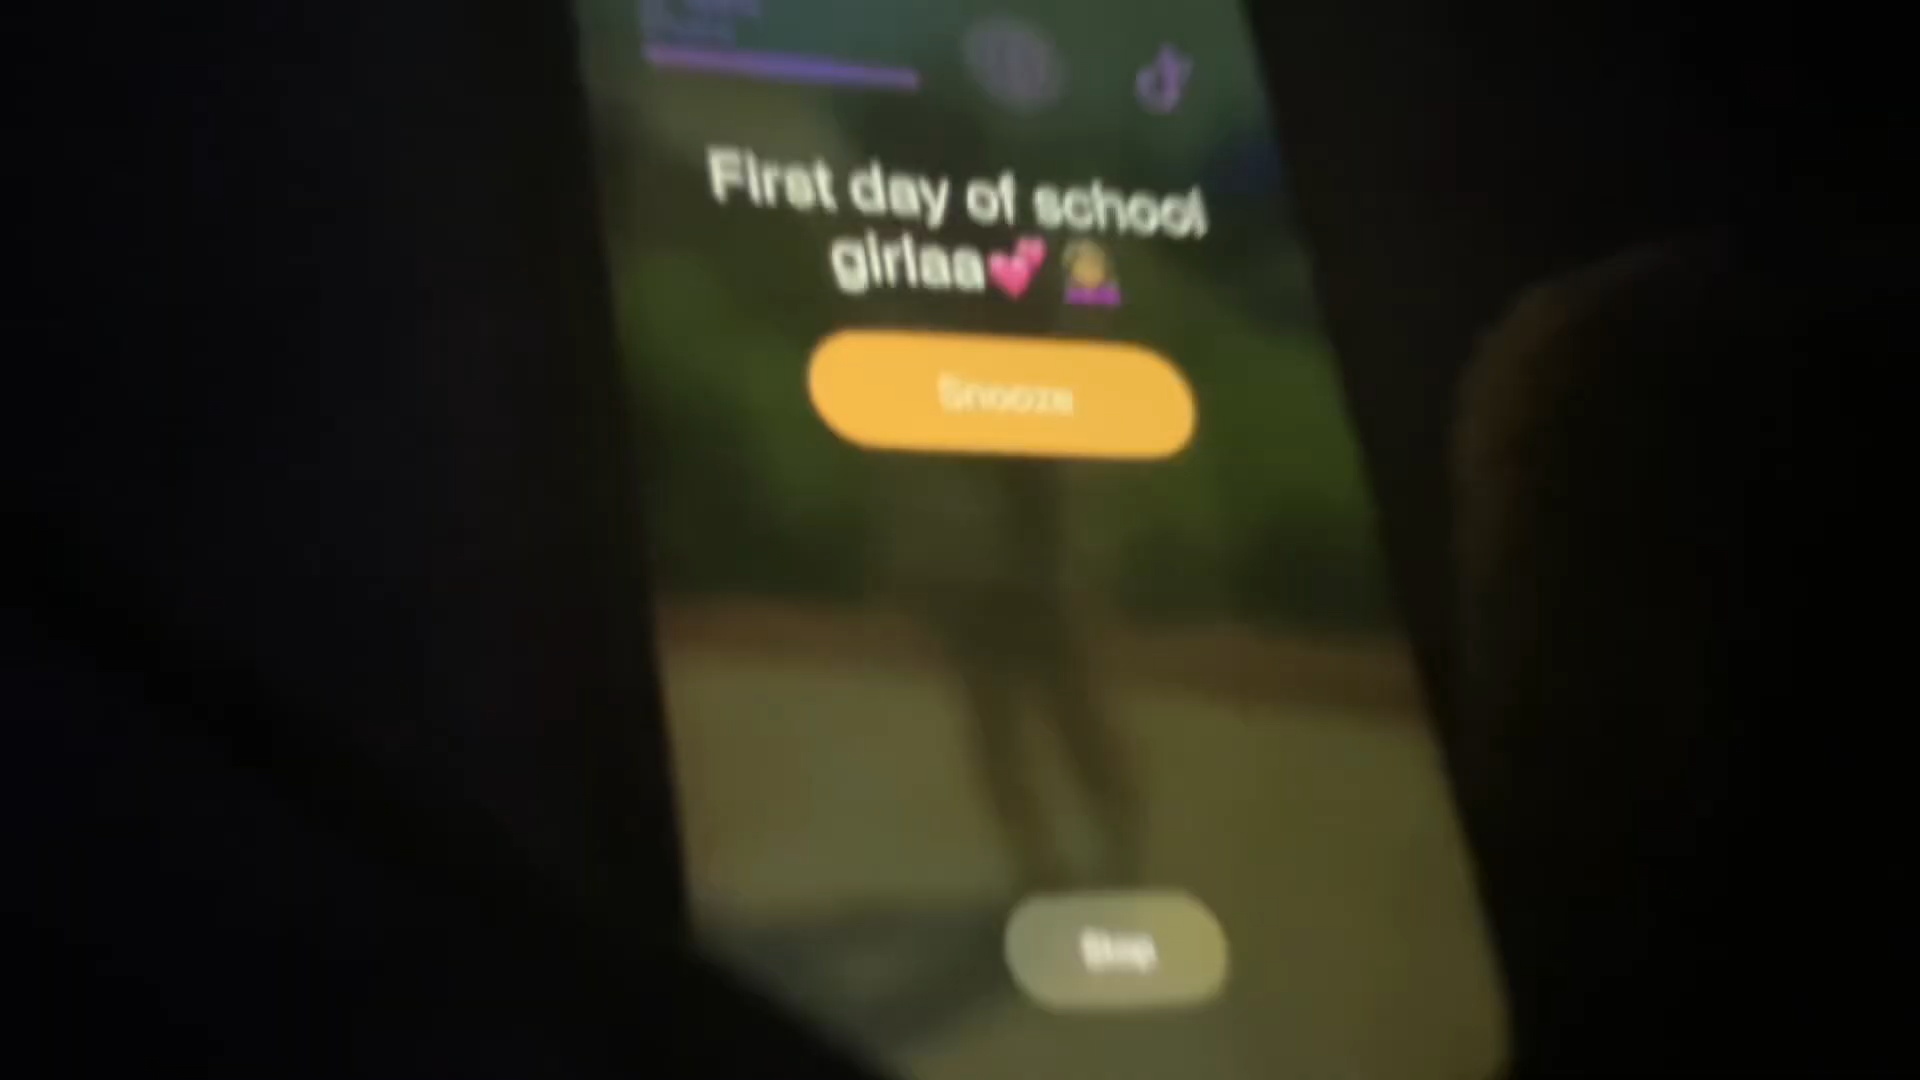 First day of school
girlaa💕 🤦🏼‍♀️
Snooze
Stop